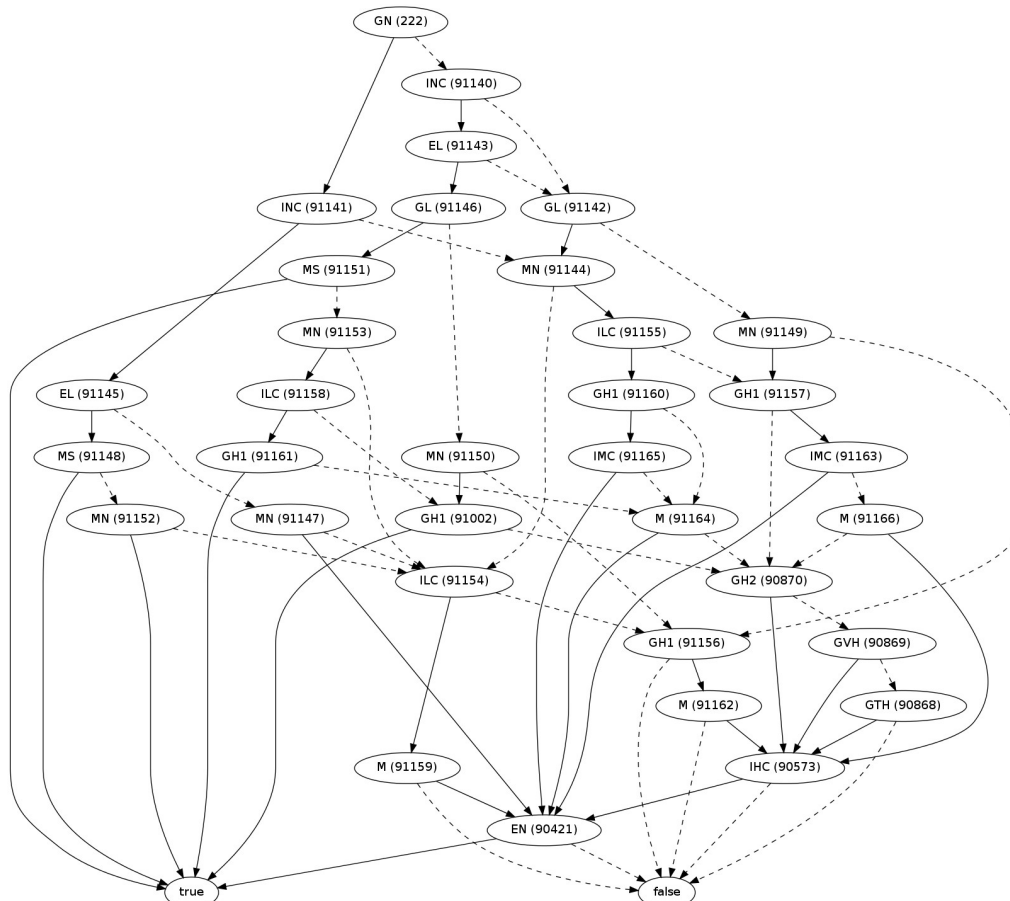 GN (222)
INC (91140)
EL (91143)
INC (91141)
GL (91146)
GL (91142)
MS (91151)
MN (91144)
MN (91153)
ILC (91155)
MN (91149)
EL (91145)
ILC (91158)
GH1 (91160)
GH1 (91157)
MS (91148)
GH1 (91161)
MN (91150)
IMC (91165)
IMC (91163)
MN (91152)
MN (91147)
GH1 (91002)
M (91164)
M (91166)
ILC (91154)
GH2 (90870)
GH1 (91156)
GVH (90869)
M (91162)
GTH (90868)
M (91159)
IHC (90573)
EN (90421)
true
false